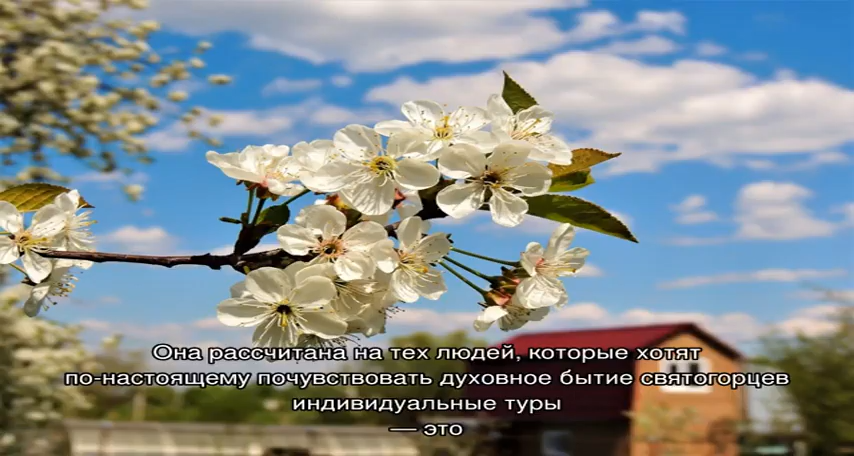 Она рассчитана на тех людей, которые хотят
по-настоящему почувствовать духовное бытие святогорцев
индивидуальные туры
— это